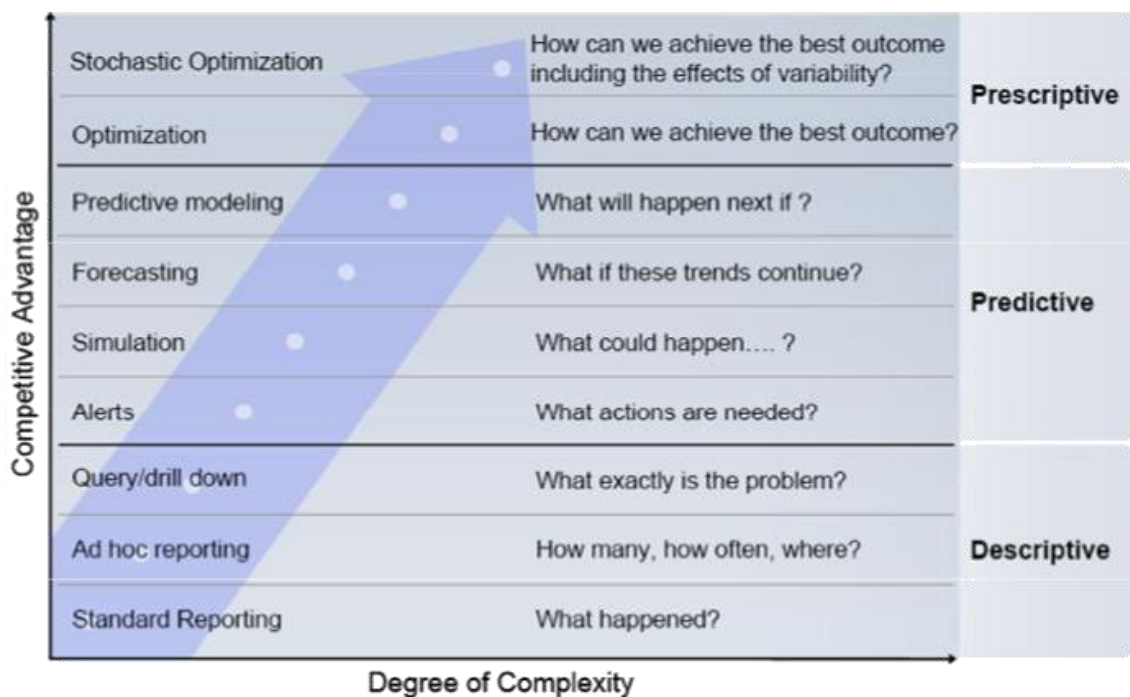 Competitive Advantage
Stochastic Optimization
How can we achieve the best outcome
including the effects of variability?
Prescriptive
Optimization
How can we achieve the best outcome?
Predictive modeling
What will happen next if ?
Forecasting
What if these trends continue?
Predictive
Simulation
What could happen.... ?
Alerts
What actions are needed?
Query/drill down
What exactly is the problem?
Ad hoc reporting
How many, how often, where?
Descriptive
Standard Reporting
What happened?
Degree of Complexity